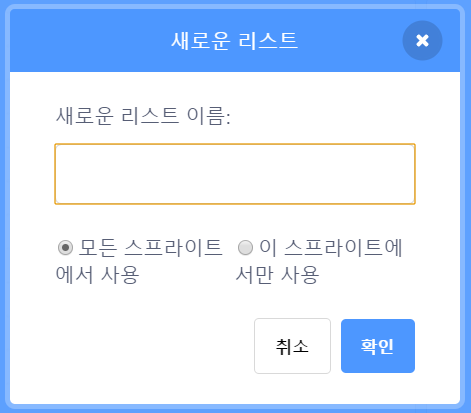 새로운 리스트
새로운 리스트 이름:
모든 스프라이트 이 스프라이트에
에서 사용 서만 사용
취소 확인